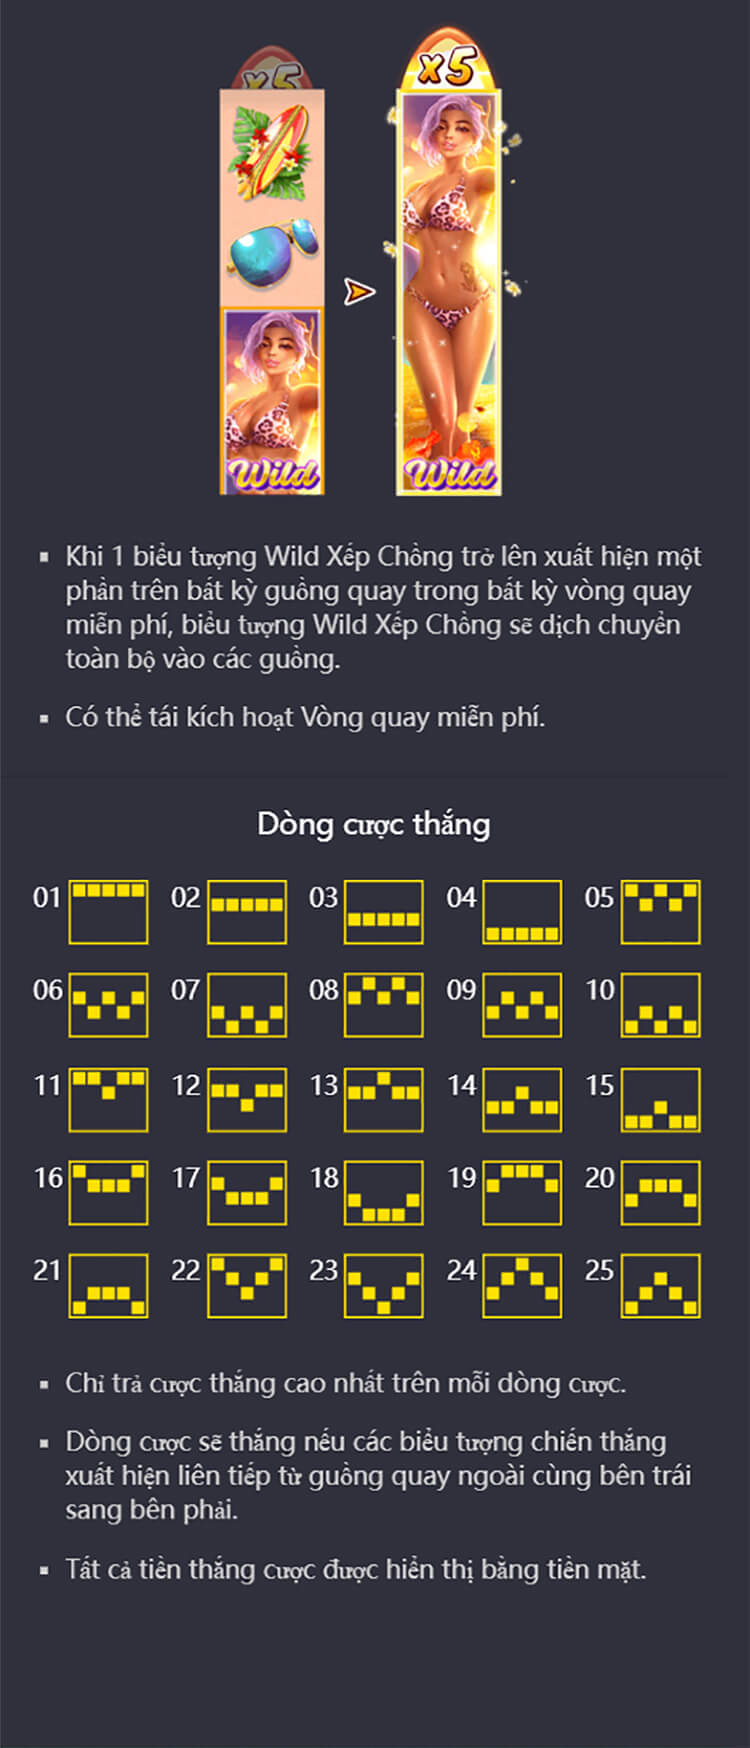 x5
x5
Wild
Wild
▪ Khi 1 biểu tượng Wild Xếp Chồng trở lên xuất hiện một
phần trên bất kỳ guồng quay trong bất kỳ vòng quay
miễn phí, biểu tượng Wild Xếp Chồng sẽ dịch chuyển
toàn bộ vào các guồng.
▪ Có thể tái kích hoạt Vòng quay miễn phí.
Dòng cược thắng
01 02 03 04 05
06 07 08 09 10
11 12 13 14 15
16 17 18 19 20
21 22 23 24 25
▪ Chỉ trả cược thắng cao nhất trên mỗi dòng cược.
▪ Dòng cược sẽ thắng nếu các biểu tượng chiến thắng
xuất hiện liên tiếp từ guồng quay ngoài cùng bên trái
sang bên phải.
▪ Tất cả tiền thắng cược được hiển thị bằng tiền mặt.